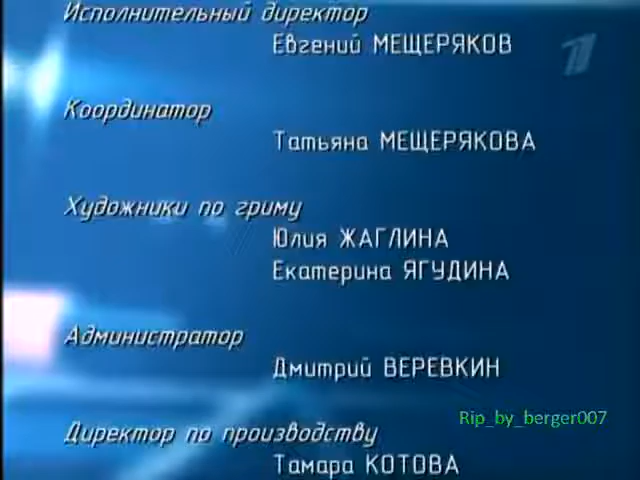 Исполнительный директор
Евгений МЕЩЕРЯКОВ
Координатор
Татьяна МЕЩЕРЯКОВА
Художники по гриму
Юлия ЖАГЛИНА
Екатерина ЯГУДИНА
Администратор
Дмитрий ВЕРЕВКИН
Rip_by_berger007
Директор по производству
Тамара КОТОВА